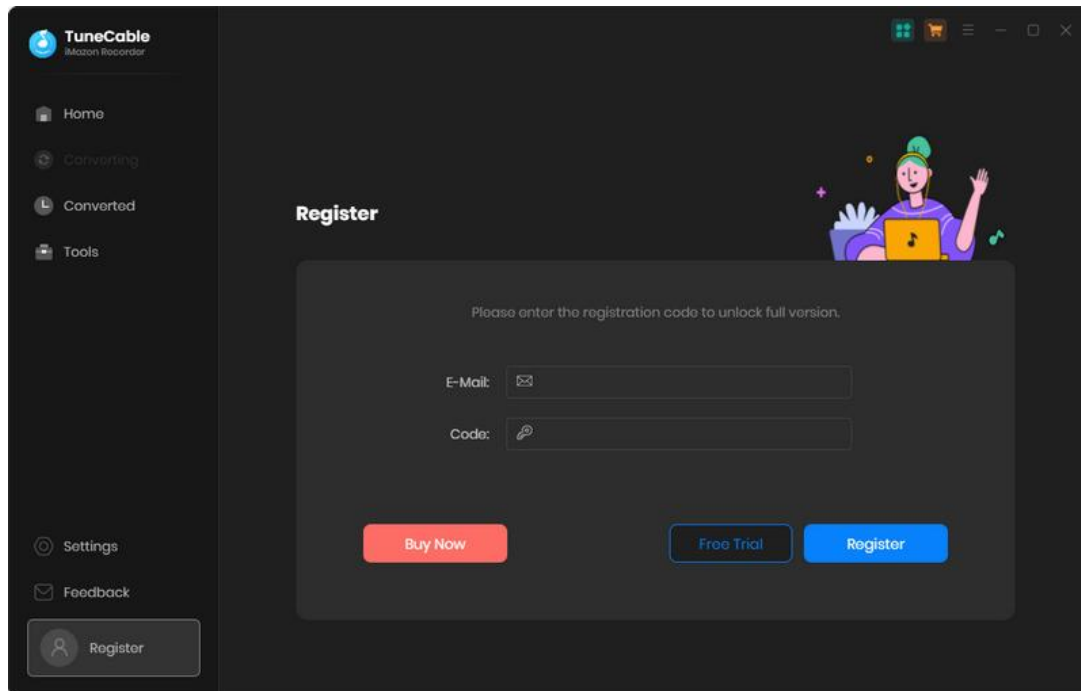 TuneCable
iMazon Recorder
Home
Converting
Converted
Tools
Register
Please enter the registration code to unlock full version.
E-Mail:
Code:
Buy Now
Free Trial
Register
Settings
Feedback
Register